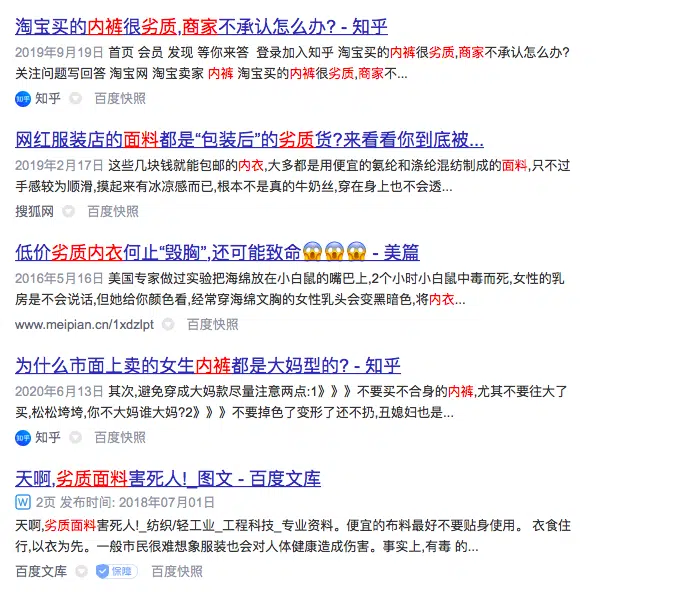 淘宝买的内裤很劣质,商家不承认怎么办? - 知乎
2019年9月19日 首页 会员 发现 等你来答 登录加入知乎 淘宝买的内裤很劣质,商家不承认怎么办?
关注问题写回答 淘宝网 淘宝卖家 内裤 淘宝买的内裤很劣质,商家不...
知乎 知乎 百度快照
网红服装店的面料都是“包装后”的劣质货?来看看你到底被...
2019年2月17日 这些几块钱就能包邮的内衣,大多都是用便宜的氨纶和涤纶混纺制成的面料,只不过
手感较为顺滑,摸起来有冰凉感而已,根本不是真的牛奶丝,穿在身上也不会透...
搜狐网 百度快照
低价劣质内衣何止“毁胸”,还可能致命😱😱😱 - 美篇
2016年5月16日 美国专家做过实验把海绵放在小白鼠的嘴巴上,2个小时小白鼠中毒而死,女性的乳
房是不会说话,但她给你颜色看,经常穿海绵文胸的女性乳头会变黑暗色,将内衣...
www.meipian.cn/1xdzlpt 百度快照
为什么市面上卖的女生内裤都是大妈型的? - 知乎
2020年6月13日 其次,避免穿成大妈款尽量注意两点:1》》》不要买不合身的内裤,尤其不要往大了
买,松松垮垮,你不大妈谁大妈?2》》》不要掉色了变形了还不扔,丑媳妇也是...
知乎 知乎 百度快照
天啊,劣质面料害死人!_图文 - 百度文库
W 2页 发布时间: 2018年07月01日
天啊,劣质面料害死人!_纺织/轻工业_工程科技_专业资料。便宜的布料最好不要贴身使用。 衣食住
行,以衣为先。一般市民很难想象服装也会对人体健康造成伤害。事实上,有毒 的...
百度文库 保障 百度快照